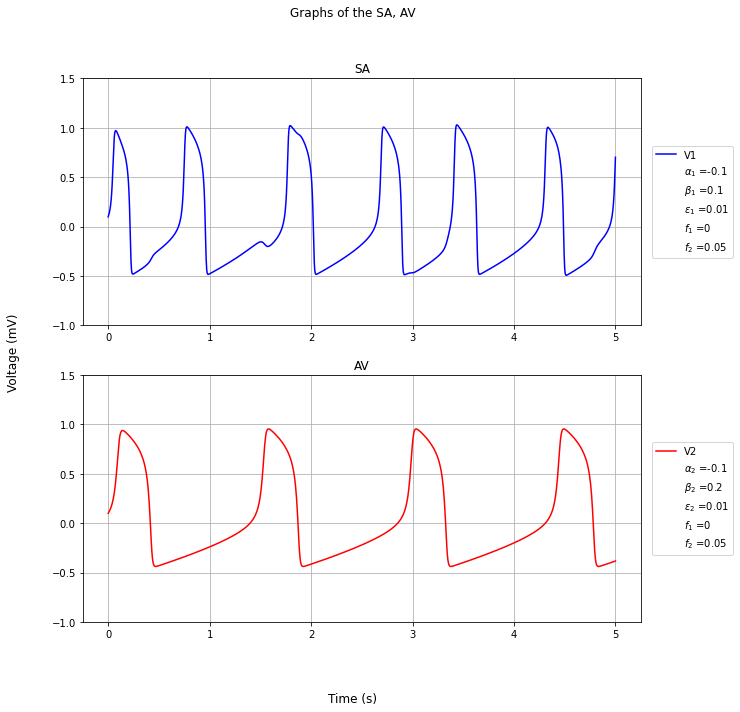 Graphs of the SA, AV
SA
1.5
1.0
0.5
0.0
−0.5
−1.0
0 1 2 3 4 5
V1
α₁ =-0.1
β₁ =0.1
ε₁ =0.01
f₁ =0
f₂ =0.05
Voltage (mV)
AV
1.5
1.0
0.5
0.0
−0.5
−1.0
0 1 2 3 4 5
V2
α₂ =-0.1
β₂ =0.2
ε₂ =0.01
f₁ =0
f₂ =0.05
Time (s)